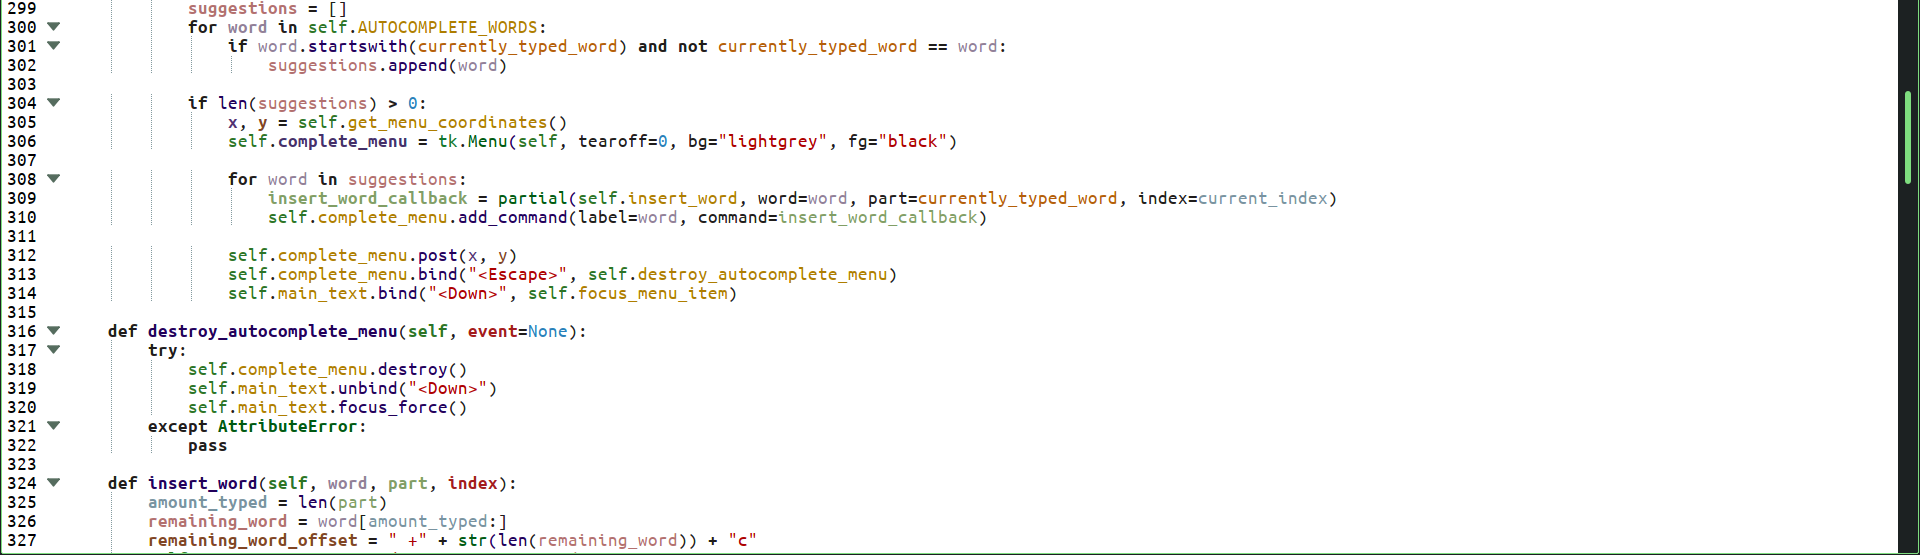 299                 suggestions = []
300                 for word in self.AUTOCOMPLETE_WORDS:
301                     if word.startswith(currently_typed_word) and not currently_typed_word == word:
302                         suggestions.append(word)
303
304                 if len(suggestions) > 0:
305                     x, y = self.get_menu_coordinates()
306                     self.complete_menu = tk.Menu(self, tearoff=0, bg="lightgrey", fg="black")
307
308                     for word in suggestions:
309                         insert_word_callback = partial(self.insert_word, word=word, part=currently_typed_word, index=current_index)
310                         self.complete_menu.add_command(label=word, command=insert_word_callback)
311
312                     self.complete_menu.post(x, y)
313                     self.complete_menu.bind("<Escape>", self.destroy_autocomplete_menu)
314                     self.main_text.bind("<Down>", self.focus_menu_item)
315
316         def destroy_autocomplete_menu(self, event=None):
317             try:
318                 self.complete_menu.destroy()
319                 self.main_text.unbind("<Down>")
320                 self.main_text.focus_force()
321             except AttributeError:
322                 pass
323
324         def insert_word(self, word, part, index):
325             amount_typed = len(part)
326             remaining_word = word[amount_typed:]
327             remaining_word_offset = " +" + str(len(remaining_word)) + "c"